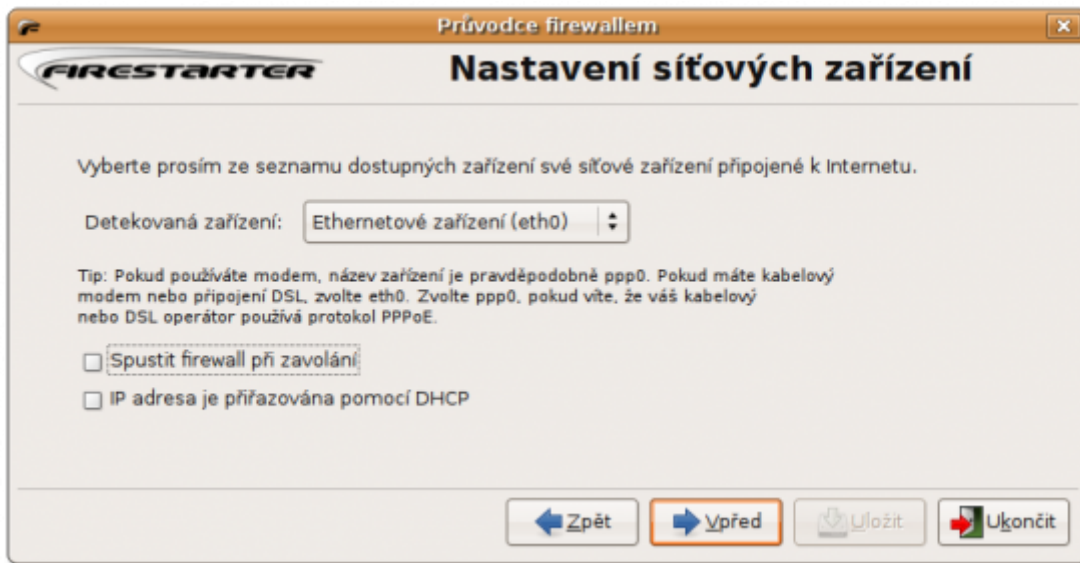 Průvodce firewallem
FIRESTARTER
Nastavení síťových zařízení
Vyberte prosím ze seznamu dostupných zařízení své síťové zařízení připojené k Internetu.
Detekovaná zařízení: Ethernetové zařízení (eth0)
Tip: Pokud používáte modem, název zařízení je pravděpodobně ppp0. Pokud máte kabelový
modem nebo připojení DSL, zvolte eth0. Zvolte ppp0, pokud víte, že váš kabelový
nebo DSL operátor používá protokol PPPoE.
Spustit firewall při zavolání
IP adresa je přiřazována pomocí DHCP
Zpět Vpřed Uložit Ukončit